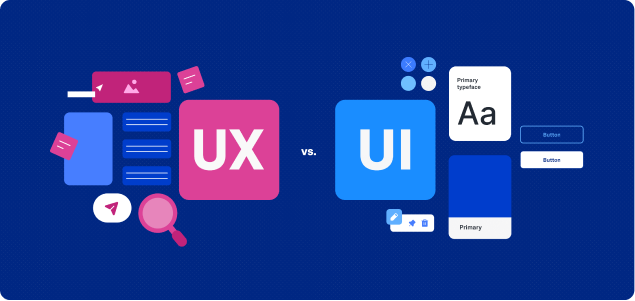 UX
vs.
UI
Primary
typeface
Aa
Button
Button
Primary